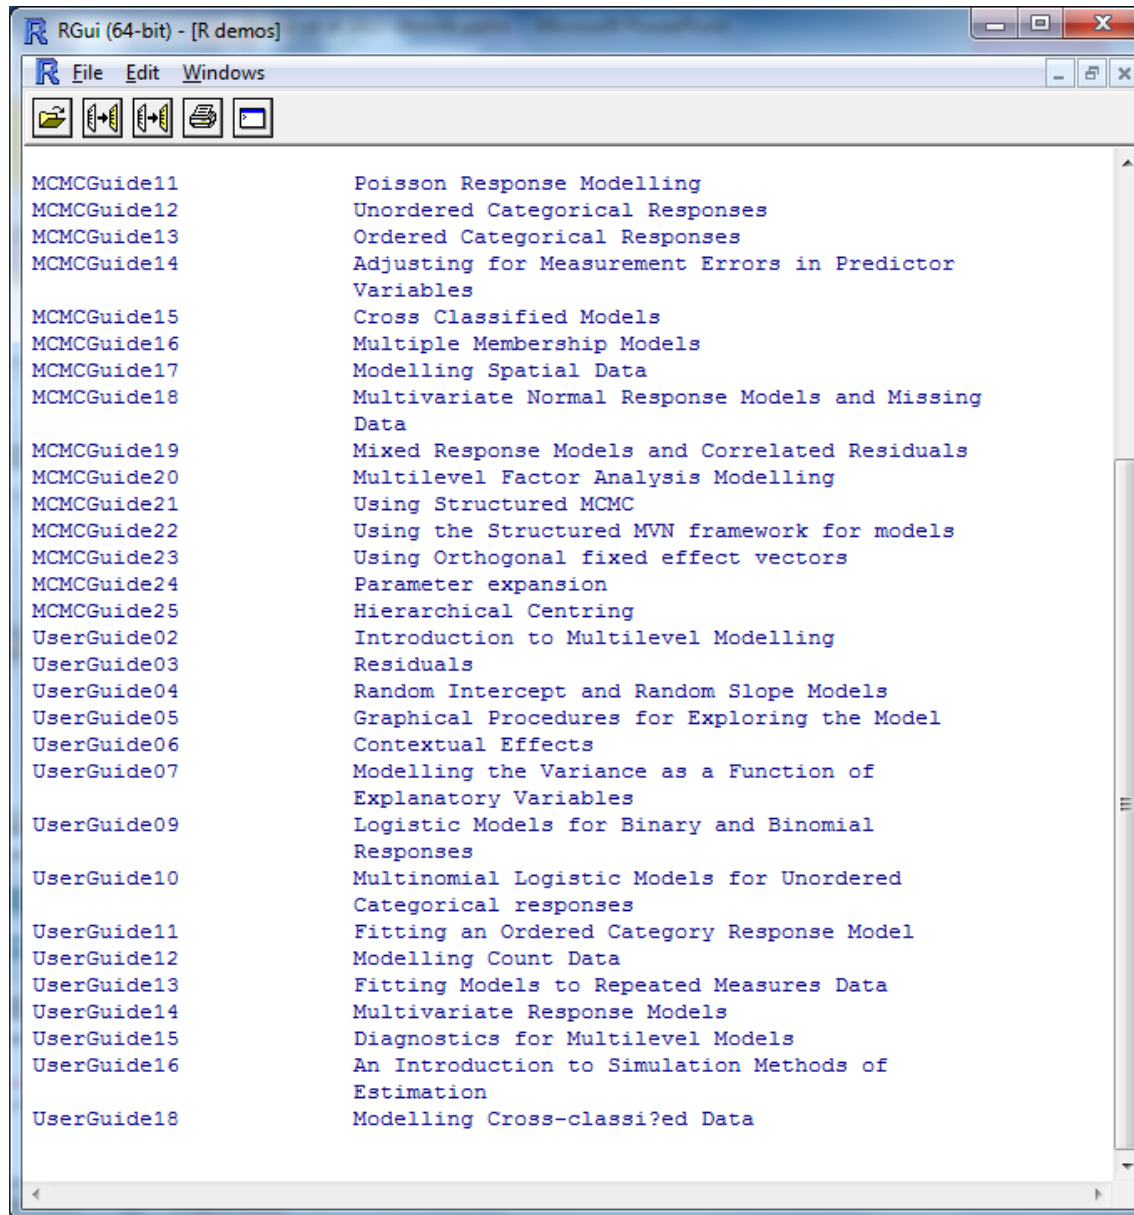 RGui (64-bit) - [R demos]
File Edit Windows
MCMCGuide11 Poisson Response Modelling
MCMCGuide12 Unordered Categorical Responses
MCMCGuide13 Ordered Categorical Responses
MCMCGuide14 Adjusting for Measurement Errors in Predictor
Variables
MCMCGuide15 Cross Classified Models
MCMCGuide16 Multiple Membership Models
MCMCGuide17 Modelling Spatial Data
MCMCGuide18 Multivariate Normal Response Models and Missing
Data
MCMCGuide19 Mixed Response Models and Correlated Residuals
MCMCGuide20 Multilevel Factor Analysis Modelling
MCMCGuide21 Using Structured MCMC
MCMCGuide22 Using the Structured MVN framework for models
MCMCGuide23 Using Orthogonal fixed effect vectors
MCMCGuide24 Parameter expansion
MCMCGuide25 Hierarchical Centring
UserGuide02 Introduction to Multilevel Modelling
UserGuide03 Residuals
UserGuide04 Random Intercept and Random Slope Models
UserGuide05 Graphical Procedures for Exploring the Model
UserGuide06 Contextual Effects
UserGuide07 Modelling the Variance as a Function of
Explanatory Variables
UserGuide09 Logistic Models for Binary and Binomial
Responses
UserGuide10 Multinomial Logistic Models for Unordered
Categorical responses
UserGuide11 Fitting an Ordered Category Response Model
UserGuide12 Modelling Count Data
UserGuide13 Fitting Models to Repeated Measures Data
UserGuide14 Multivariate Response Models
UserGuide15 Diagnostics for Multilevel Models
UserGuide16 An Introduction to Simulation Methods of
Estimation
UserGuide18 Modelling Cross-classi?ed Data